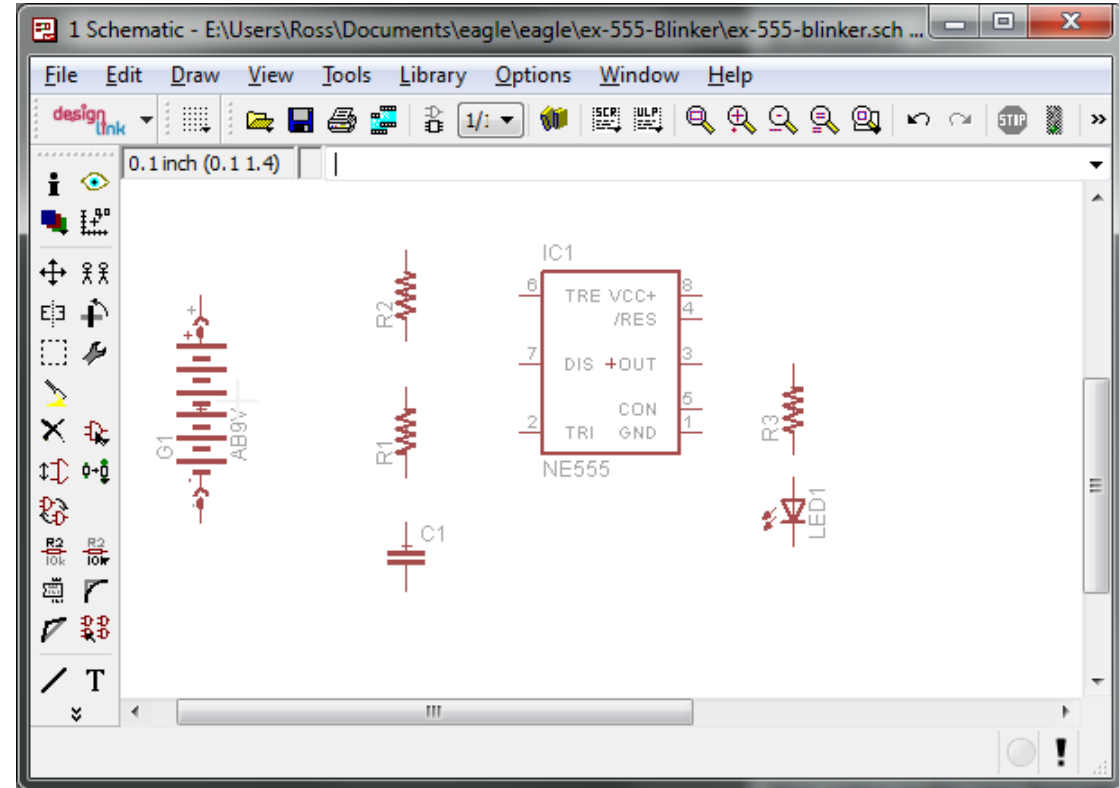 1 Schematic - E:\Users\Ross\Documents\eagle\eagle\ex-555-Blinker\ex-555-blinker.sch ...
File Edit Draw View Tools Library Options Window Help
design link 1/: SCR ULP STOP
0.1 inch (0.1 1.4)
R2 10k R2 10k
T
G1
+
+
-
AB9V
R2
R1
C1
IC1
6 TRE VCC+ 8
/RES 4
7 DIS +OUT 3
CON 5
2 TRI GND 1
NE555
R3
LED1